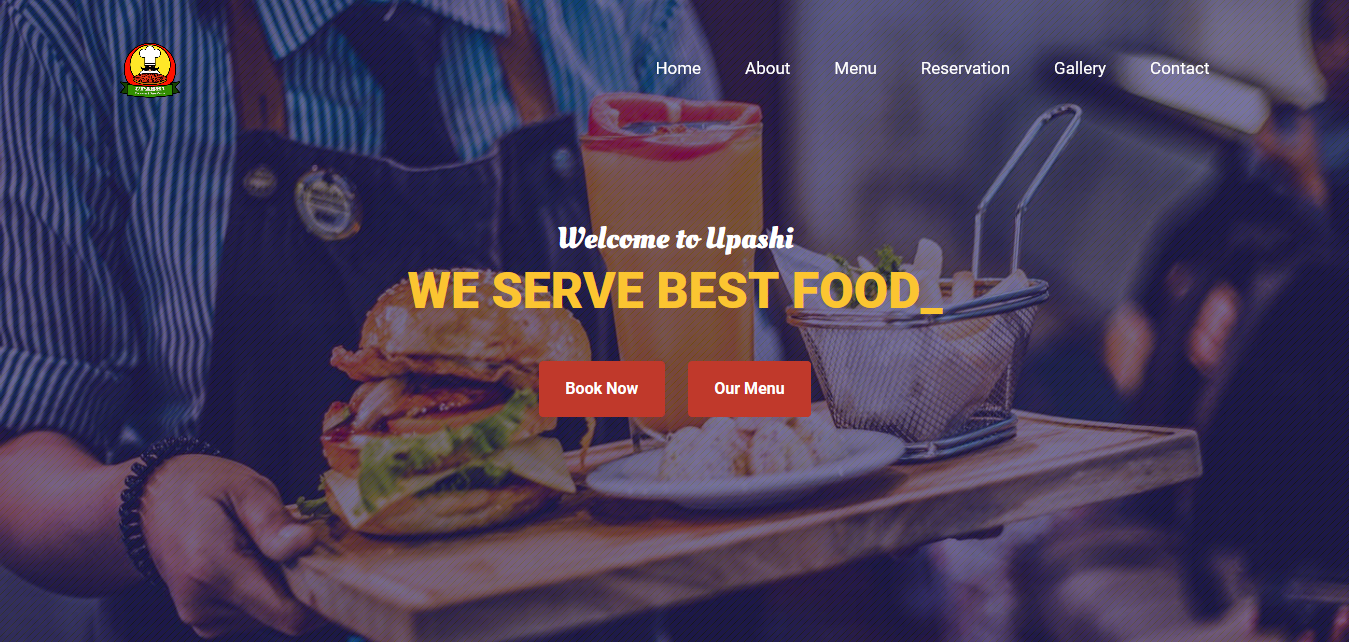 UPASHI
Home About Menu Reservation Gallery Contact
Welcome to Upashi
WE SERVE BEST FOOD_
Book Now Our Menu